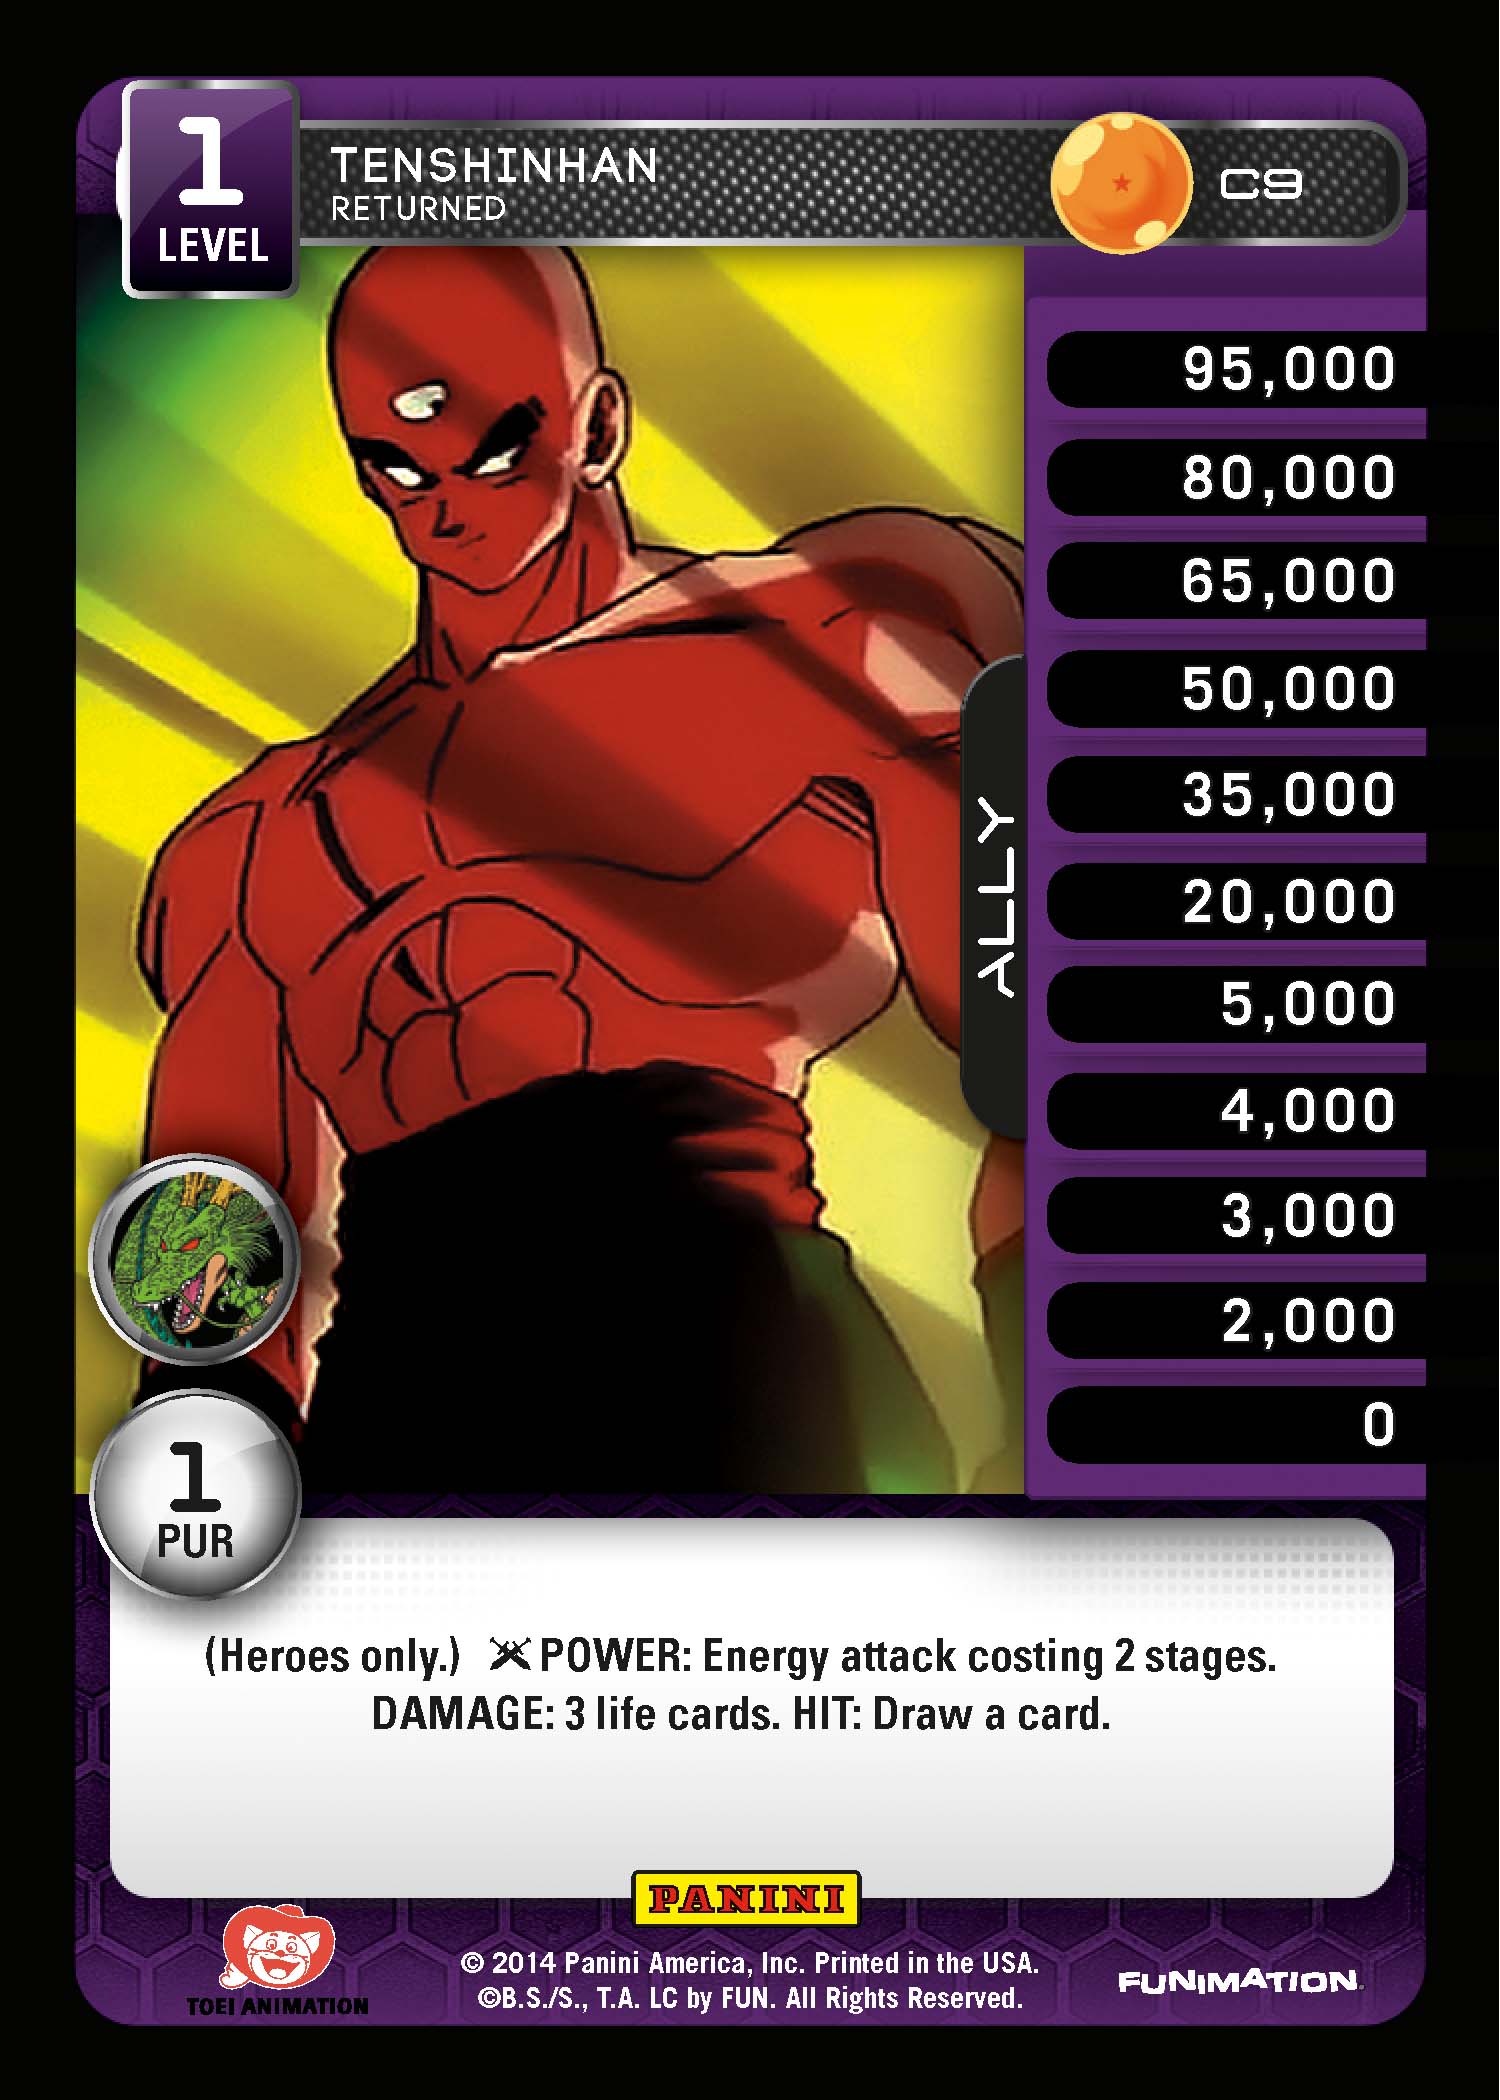 1
LEVEL
TENSHINHAN
RETURNED
C9
95,000
80,000
65,000
50,000
35,000
20,000
5,000
4,000
3,000
2,000
0
ALLY
1
PUR
(Heroes only.) POWER: Energy attack costing 2 stages.
DAMAGE: 3 life cards. HIT: Draw a card.
PANINI
TOEI ANIMATION
© 2014 Panini America, Inc. Printed in the USA.
©B.S./S., T.A. LC by FUN. All Rights Reserved.
FUNIMATION.